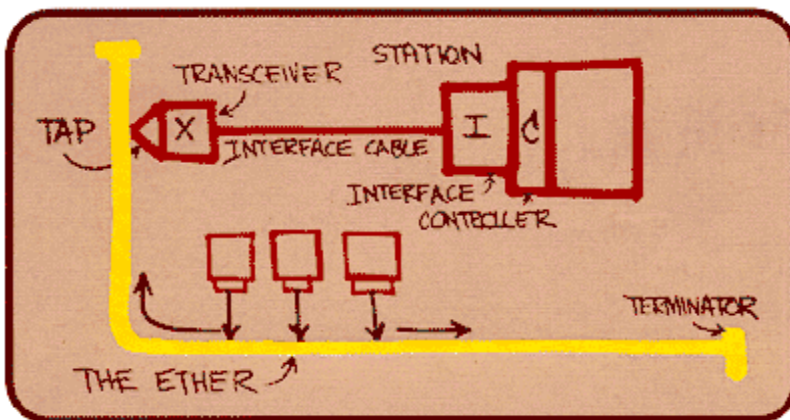 STATION
TRANSCEIVER
TAP
X
I
C
INTERFACE CABLE
INTERFACE
CONTROLLER
TERMINATOR
THE ETHER